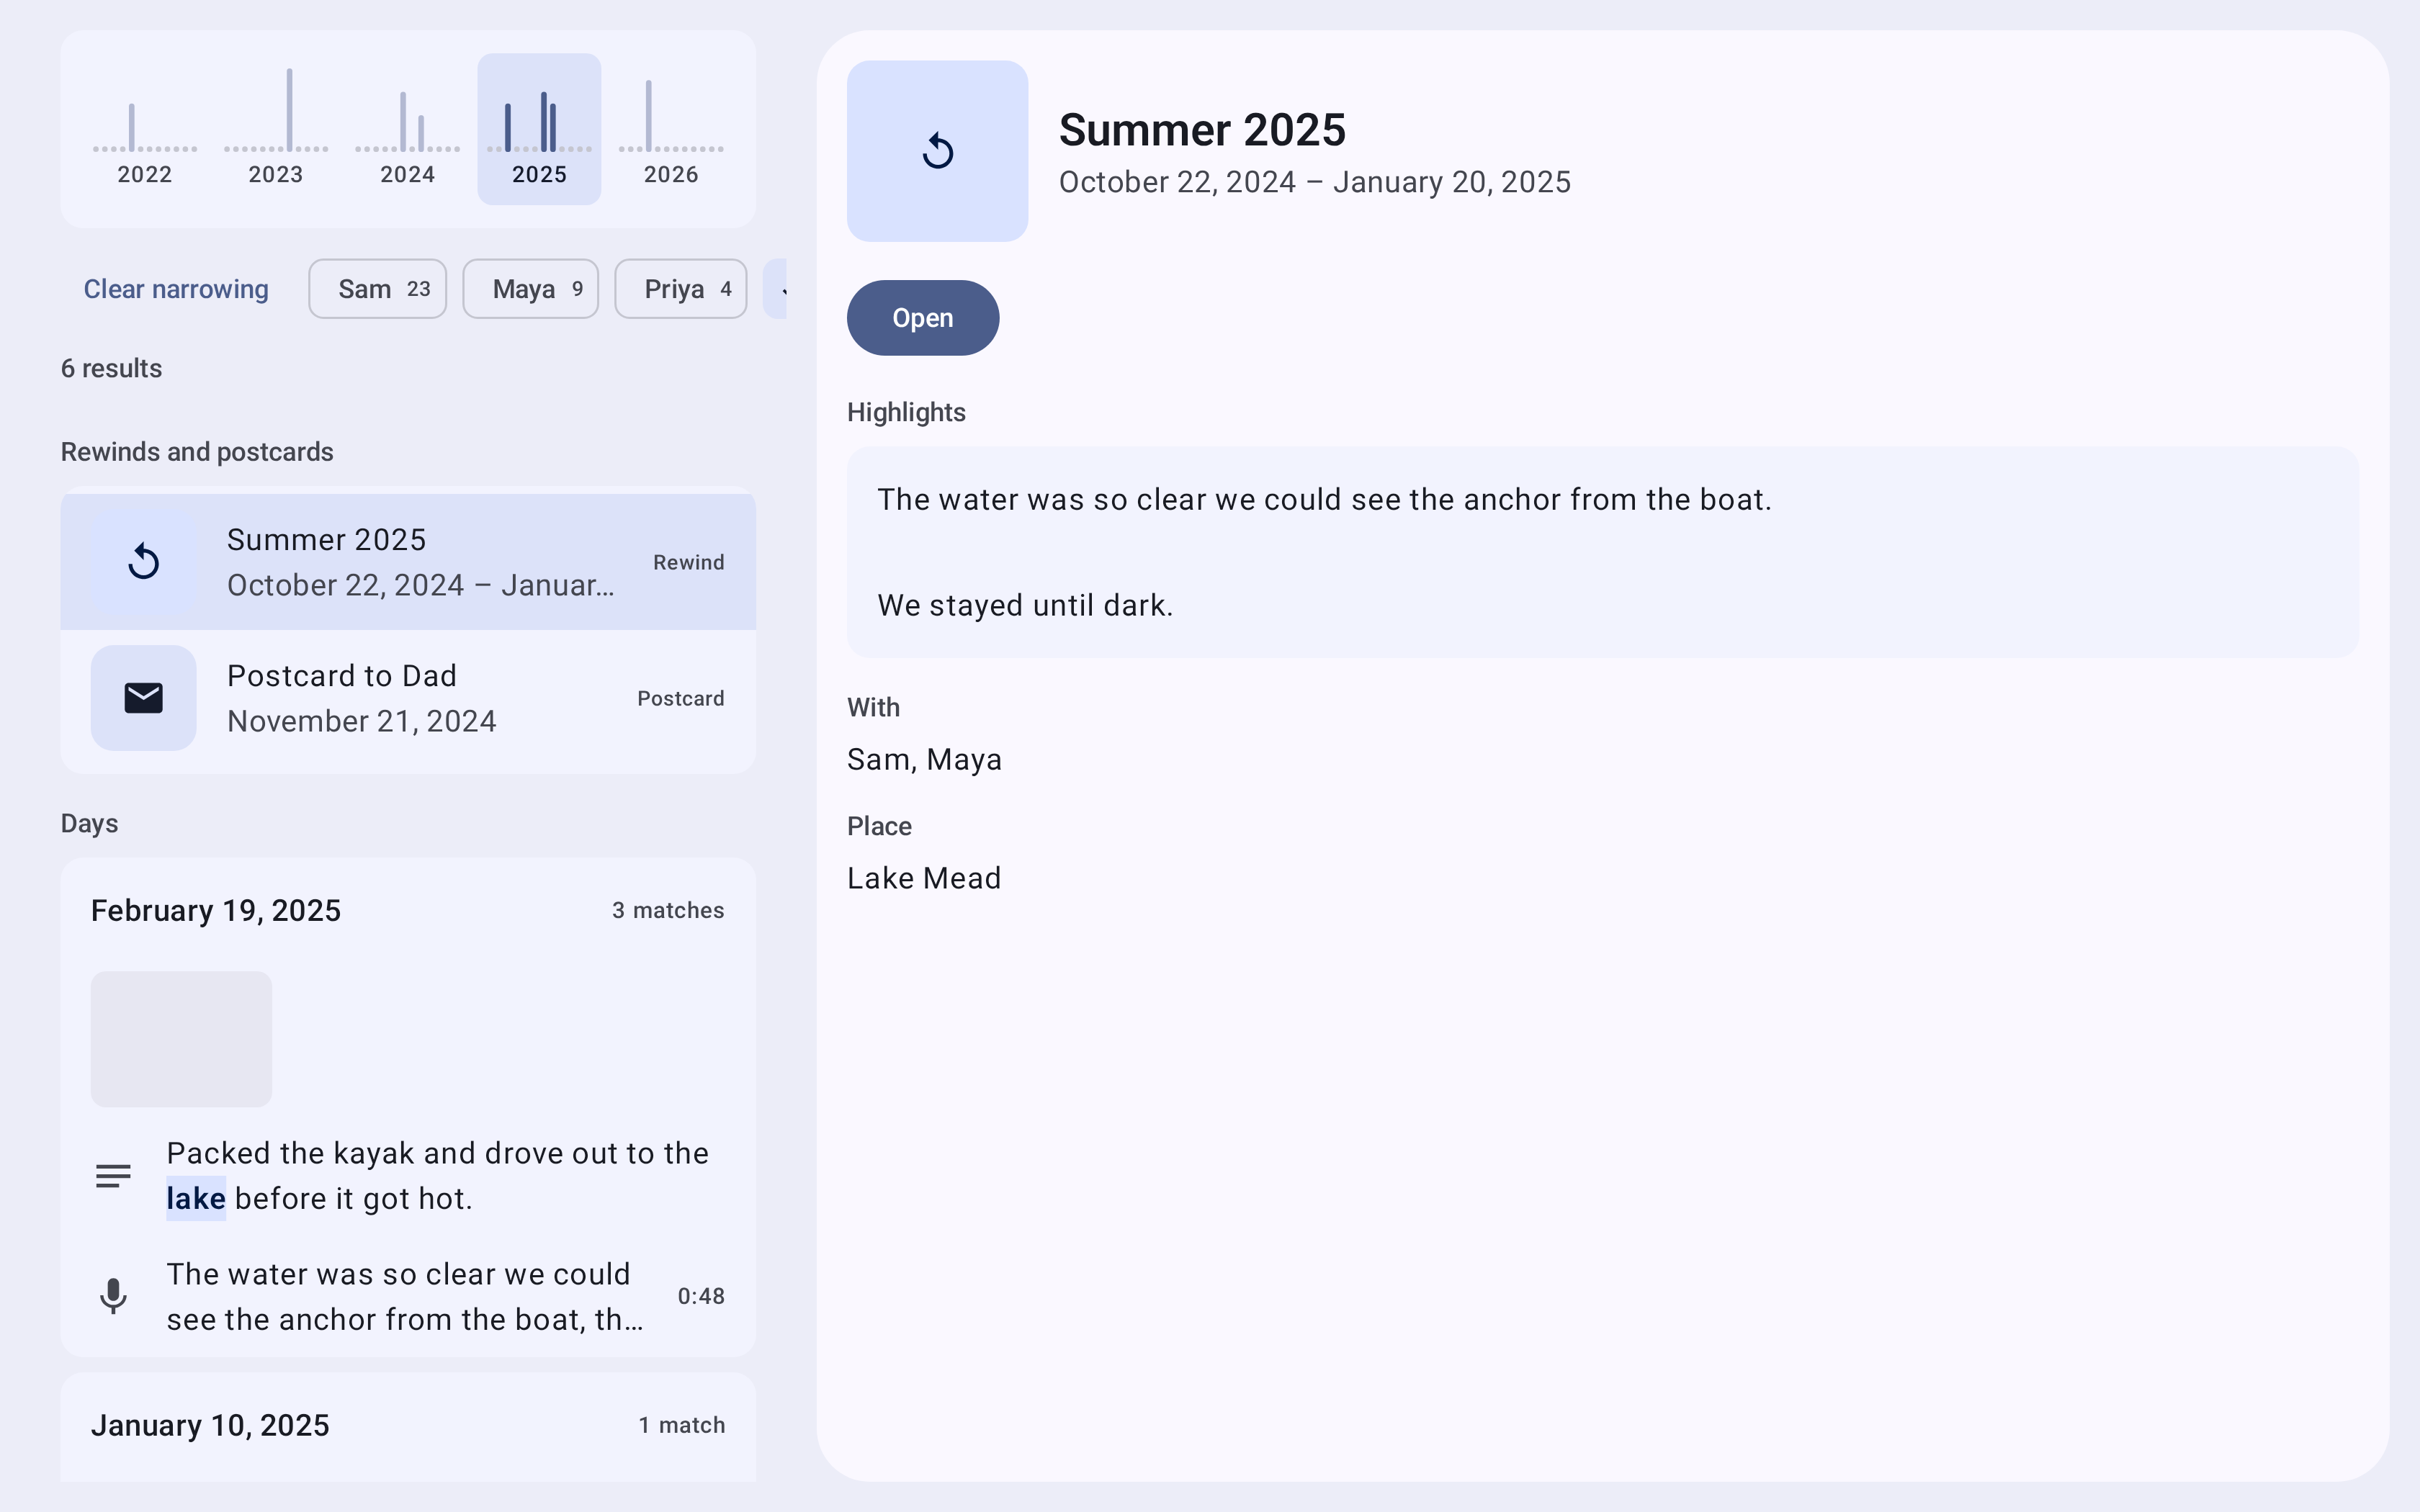 2022
2023
2024
2025
2026
Clear narrowing
Sam 23
Maya 9
Priya 4
6 results
Rewinds and postcards
Summer 2025
October 22, 2024 – Januar…
Rewind
Postcard to Dad
November 21, 2024
Postcard
Days
February 19, 2025
3 matches
Packed the kayak and drove out to the
lake before it got hot.
The water was so clear we could
see the anchor from the boat, th…
0:48
January 10, 2025
1 match
Summer 2025
October 22, 2024 – January 20, 2025
Open
Highlights
The water was so clear we could see the anchor from the boat.
We stayed until dark.
With
Sam, Maya
Place
Lake Mead